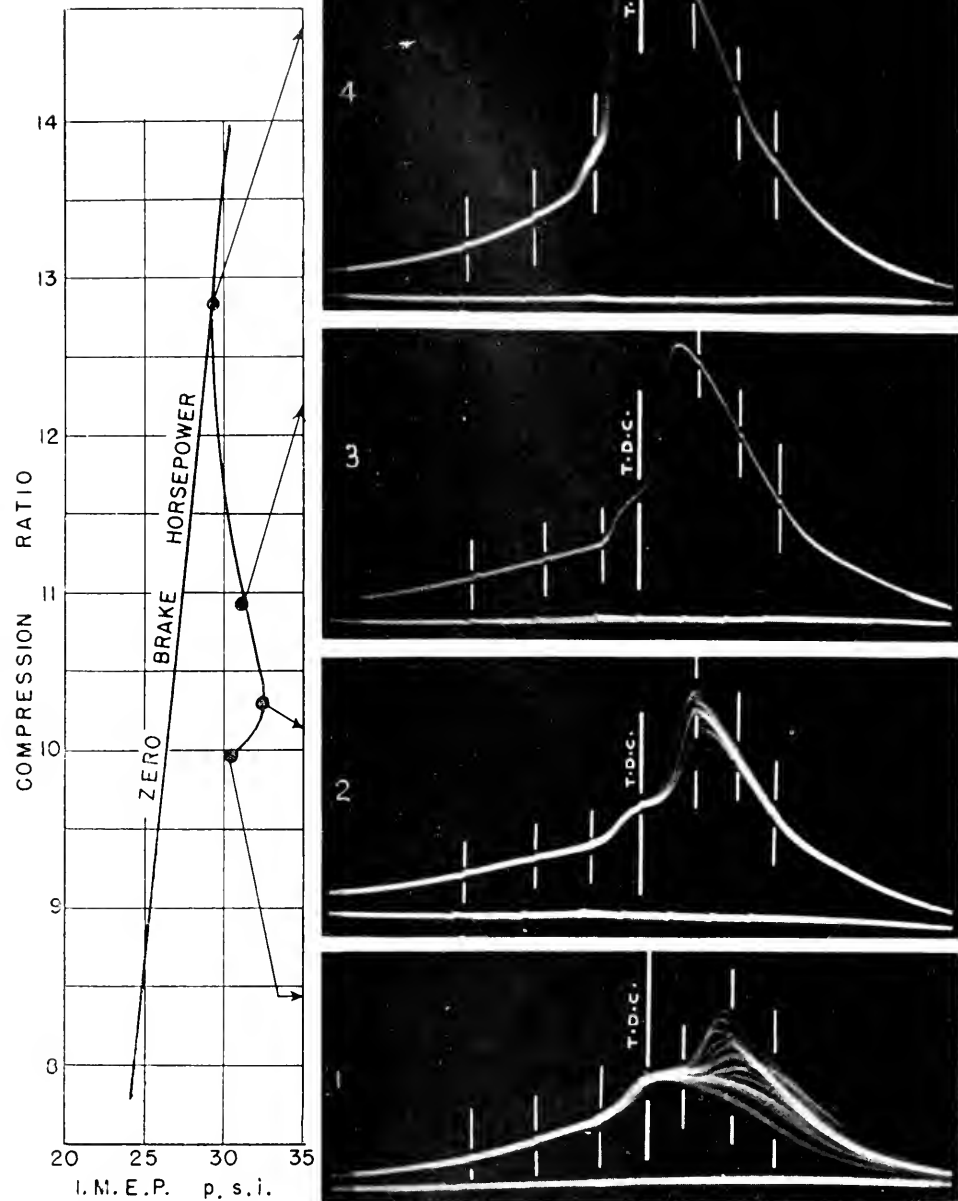 14
13
12
11
10
9
8
20 25 30 35
I.M.E.P. p.s.i.
COMPRESSION RATIO
ZERO BRAKE HORSEPOWER
4
T.
3
T.D.C.
2
T.D.C.
1
T.D.C.